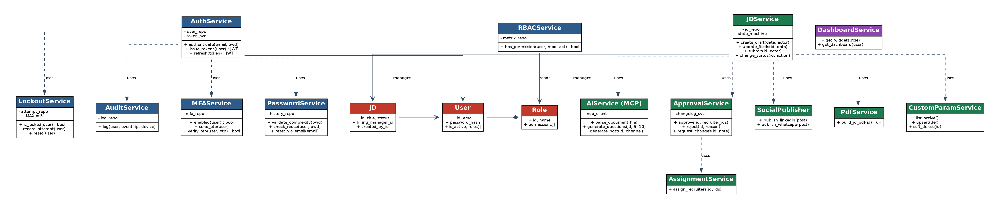 AuthService
- user_repo
- token_svc
+ authenticate(email, pwd)
+ issue_tokens(user) : JWT
+ refresh(token) : JWT
RBACService
- matrix_repo
+ has_permission(user, mod, act) : bool
JDService
- jd_repo
- state_machine
+ create_draft(data, actor)
+ update_fields(id, data)
+ submit(id, actor)
+ change_status(id, action)
DashboardService
+ get_widgets(role)
+ get_dashboard(user)
uses
uses
uses
uses
manages
reads
manages
uses
uses
uses
uses
uses
LockoutService
- attempt_repo
- MAX = 5
+ is_locked(user) : bool
+ record_attempt(user)
+ reset(user)
AuditService
- log_repo
+ log(user, event, ip, device)
MFAService
- mfa_repo
+ enabled(user) : bool
+ send_otp(user)
+ verify_otp(user, otp) : bool
PasswordService
- history_repo
+ validate_complexity(pwd)
+ check_reuse(user, pwd)
+ reset_via_email(email)
JD
+ id, title, status
+ hiring_manager_id
+ created_by_id
User
+ id, email
+ password_hash
+ is_active, roles[]
Role
+ id, name
+ permissions[]
AIService (MCP)
- mcp_client
+ parse_document(file)
+ generate_questions(jd, 5, 10)
+ generate_post(jd, channel)
ApprovalService
- changelog_svc
+ approve(id, recruiter_ids)
+ reject(id, reason)
+ request_changes(id, note)
SocialPublisher
+ publish_linkedin(post)
+ publish_whatsapp(post)
PdfService
+ build_jd_pdf(jd) : url
CustomParamService
+ list_active()
+ upsert(def)
+ soft_delete(id)
uses
AssignmentService
+ assign_recruiters(jd, ids)